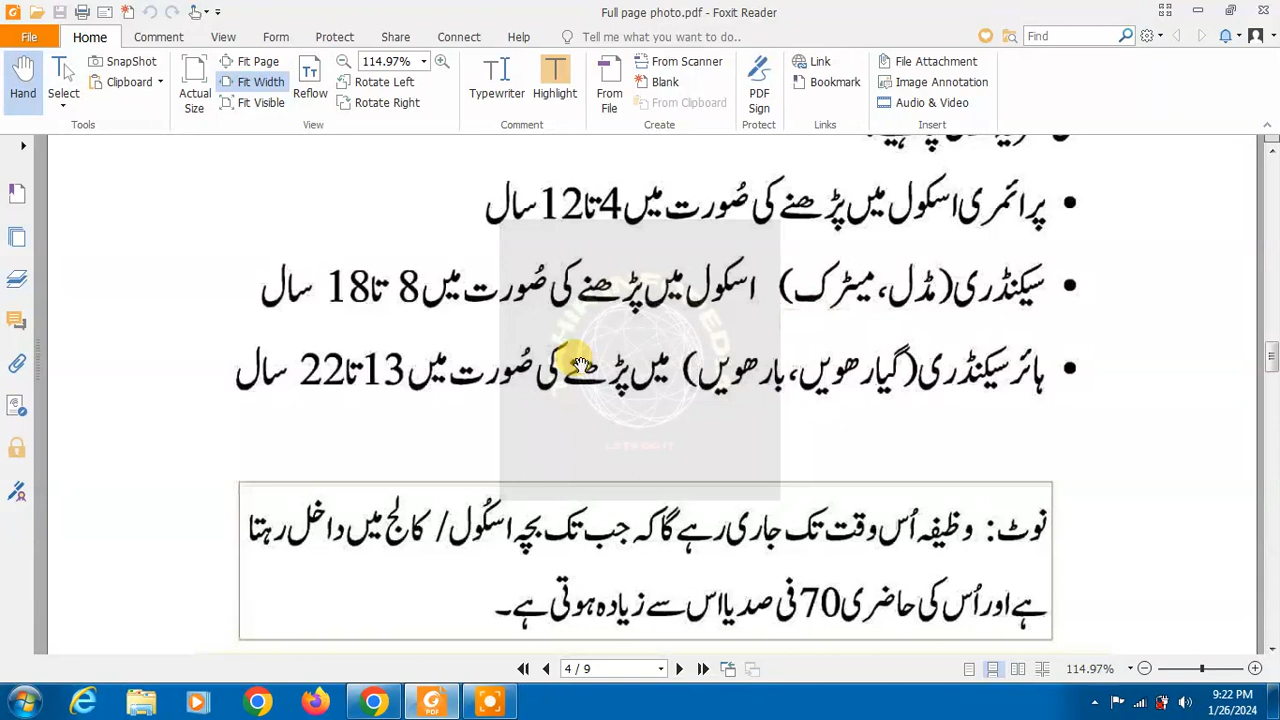 Full page photo.pdf - Foxit Reader
File Home Comment View Form Protect Share Connect Help Tell me what you want to do.. Find
Hand Select SnapShot Clipboard Actual Size Fit Page Fit Width Fit Visible Reflow 114.97% Rotate Left Rotate Right Typewriter Highlight From File From Scanner Blank From Clipboard PDF Sign Link Bookmark File Attachment Image Annotation Audio & Video
Tools View Comment Create Protect Links Insert
• پرائمری اسکول میں پڑھنے کی صُورت میں 4 تا 12 سال
• سیکنڈری (مڈل، میٹرک) اسکول میں پڑھنے کی صُورت میں 8 تا 18 سال
• ہائر سیکنڈری (گیارھویں، بارھویں) میں پڑ کی صُورت میں 13 تا 22 سال
LETS DO IT
نوٹ: وظیفہ اُس وقت تک جاری رہے گا کہ جب تک بچہ اسکُول / کالج میں داخل رہتا
ہے اور اُس کی حاضری 70 فی صد یا اس سے زیادہ ہوتی ہے۔
4 / 9 114.97%
PDF
9:22 PM
1/26/2024